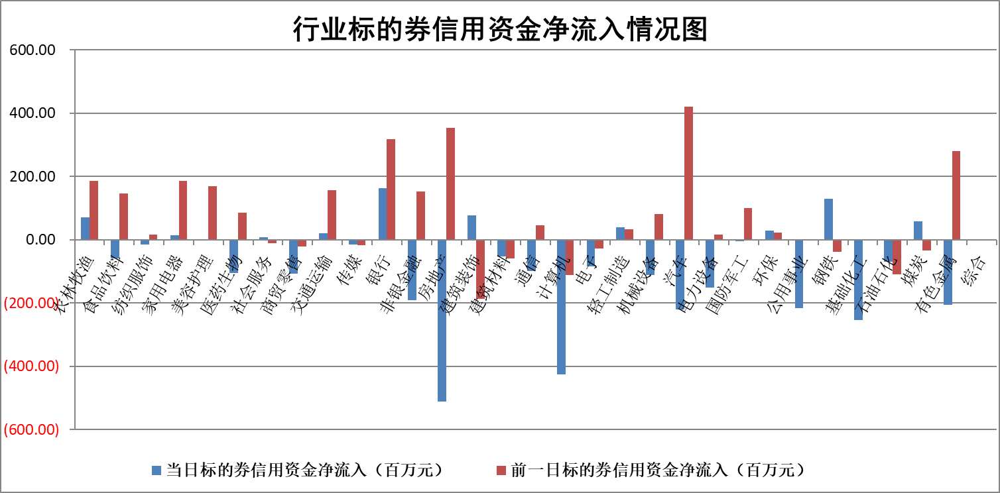 行业标的券信用资金净流入情况图
600.00
400.00
200.00
0.00
(200.00)
(400.00)
(600.00)
农林牧渔
食品饮料
纺织服饰
家用电器
美容护理
医药生物
社会服务
商贸零售
交通运输
传媒
银行
非银金融
房地产
建筑装饰
建筑材料
通信
计算机
电子
轻工制造
机械设备
汽车
电力设备
国防军工
环保
公用事业
钢铁
基础化工
石油石化
煤炭
有色金属
综合
当日标的券信用资金净流入（百万元）
前一日标的券信用资金净流入（百万元）